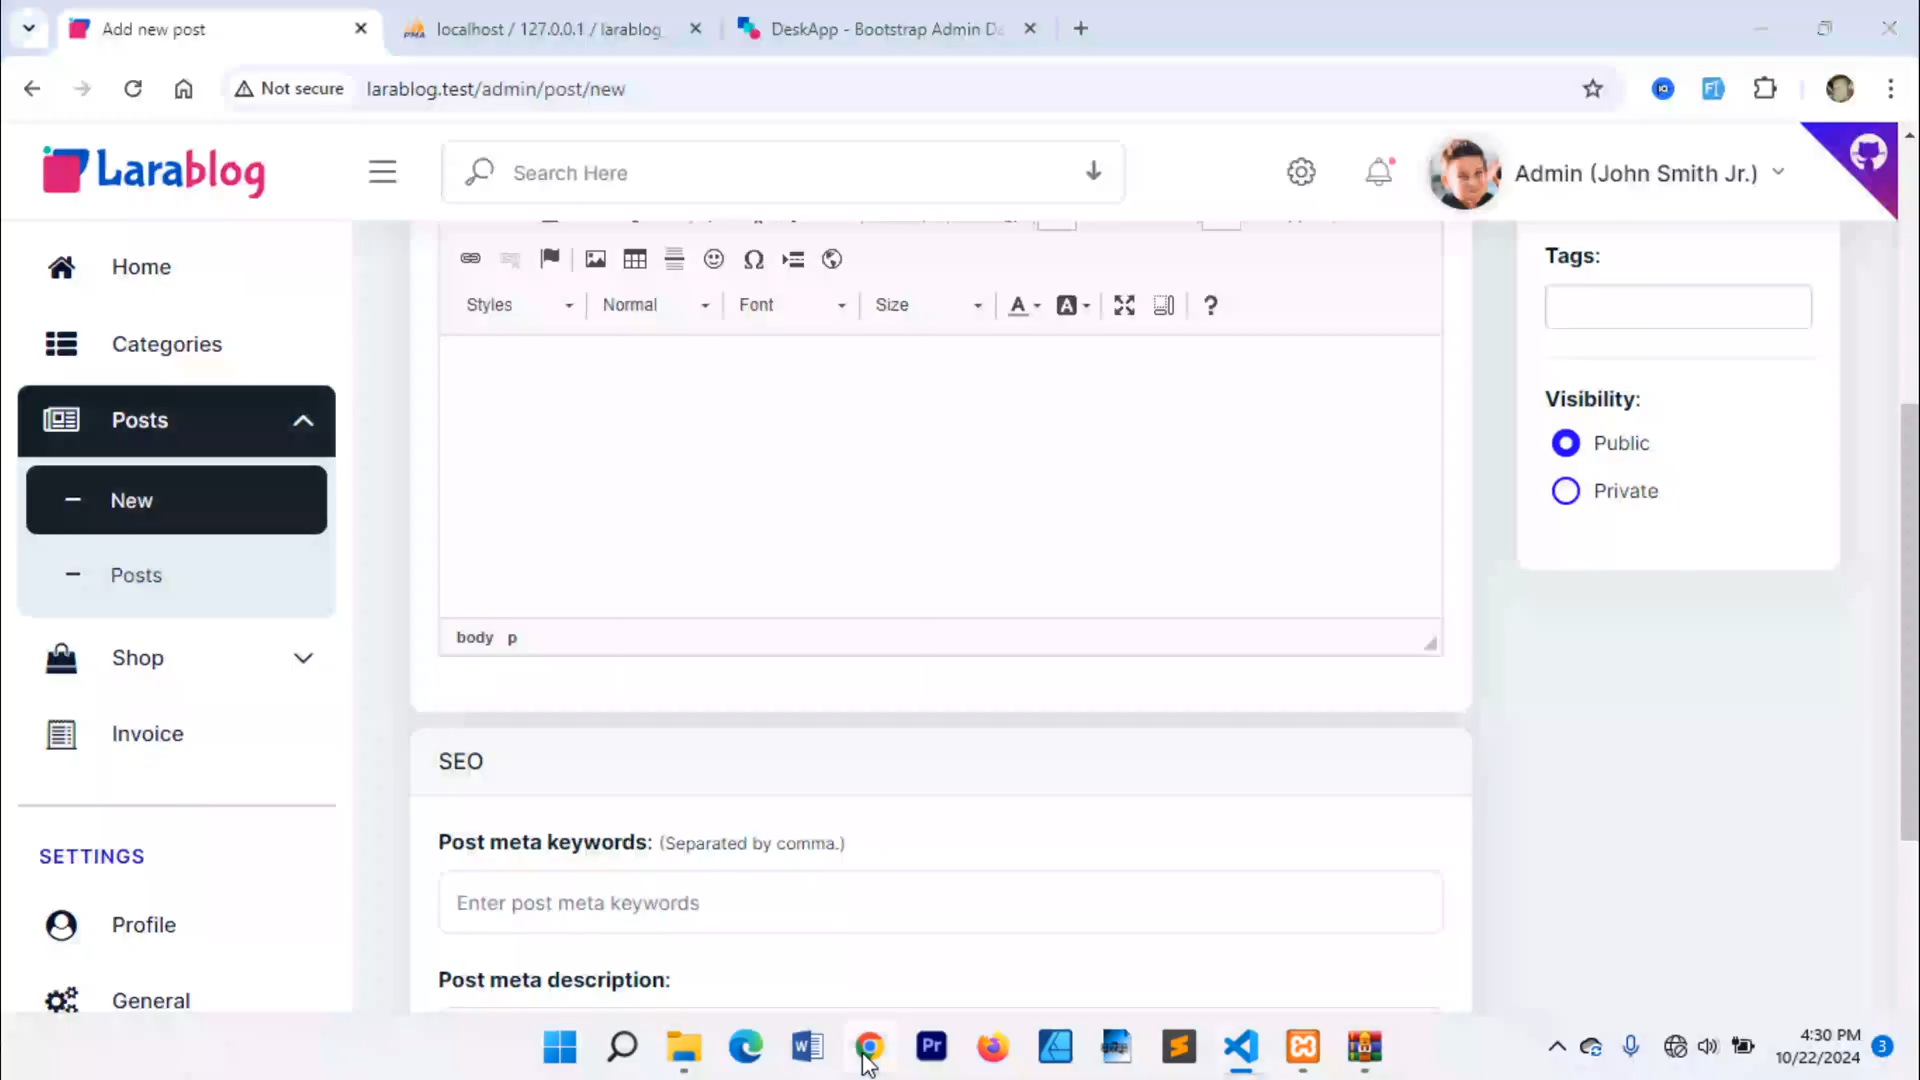 Add new post
localhost / 127.0.0.1 / larablog
DeskApp - Bootstrap Admin Da
Not secure
larablog.test/admin/post/new
Larablog
Search Here
Admin (John Smith Jr.)
Home
Categories
Posts
New
Posts
Shop
Invoice
SETTINGS
Profile
General
Styles
Normal
Font
Size
A
A
?
body p
SEO
Post meta keywords: (Separated by comma.)
Enter post meta keywords
Post meta description:
Tags:
Visibility:
Public
Private
4:30 PM
10/22/2024
3